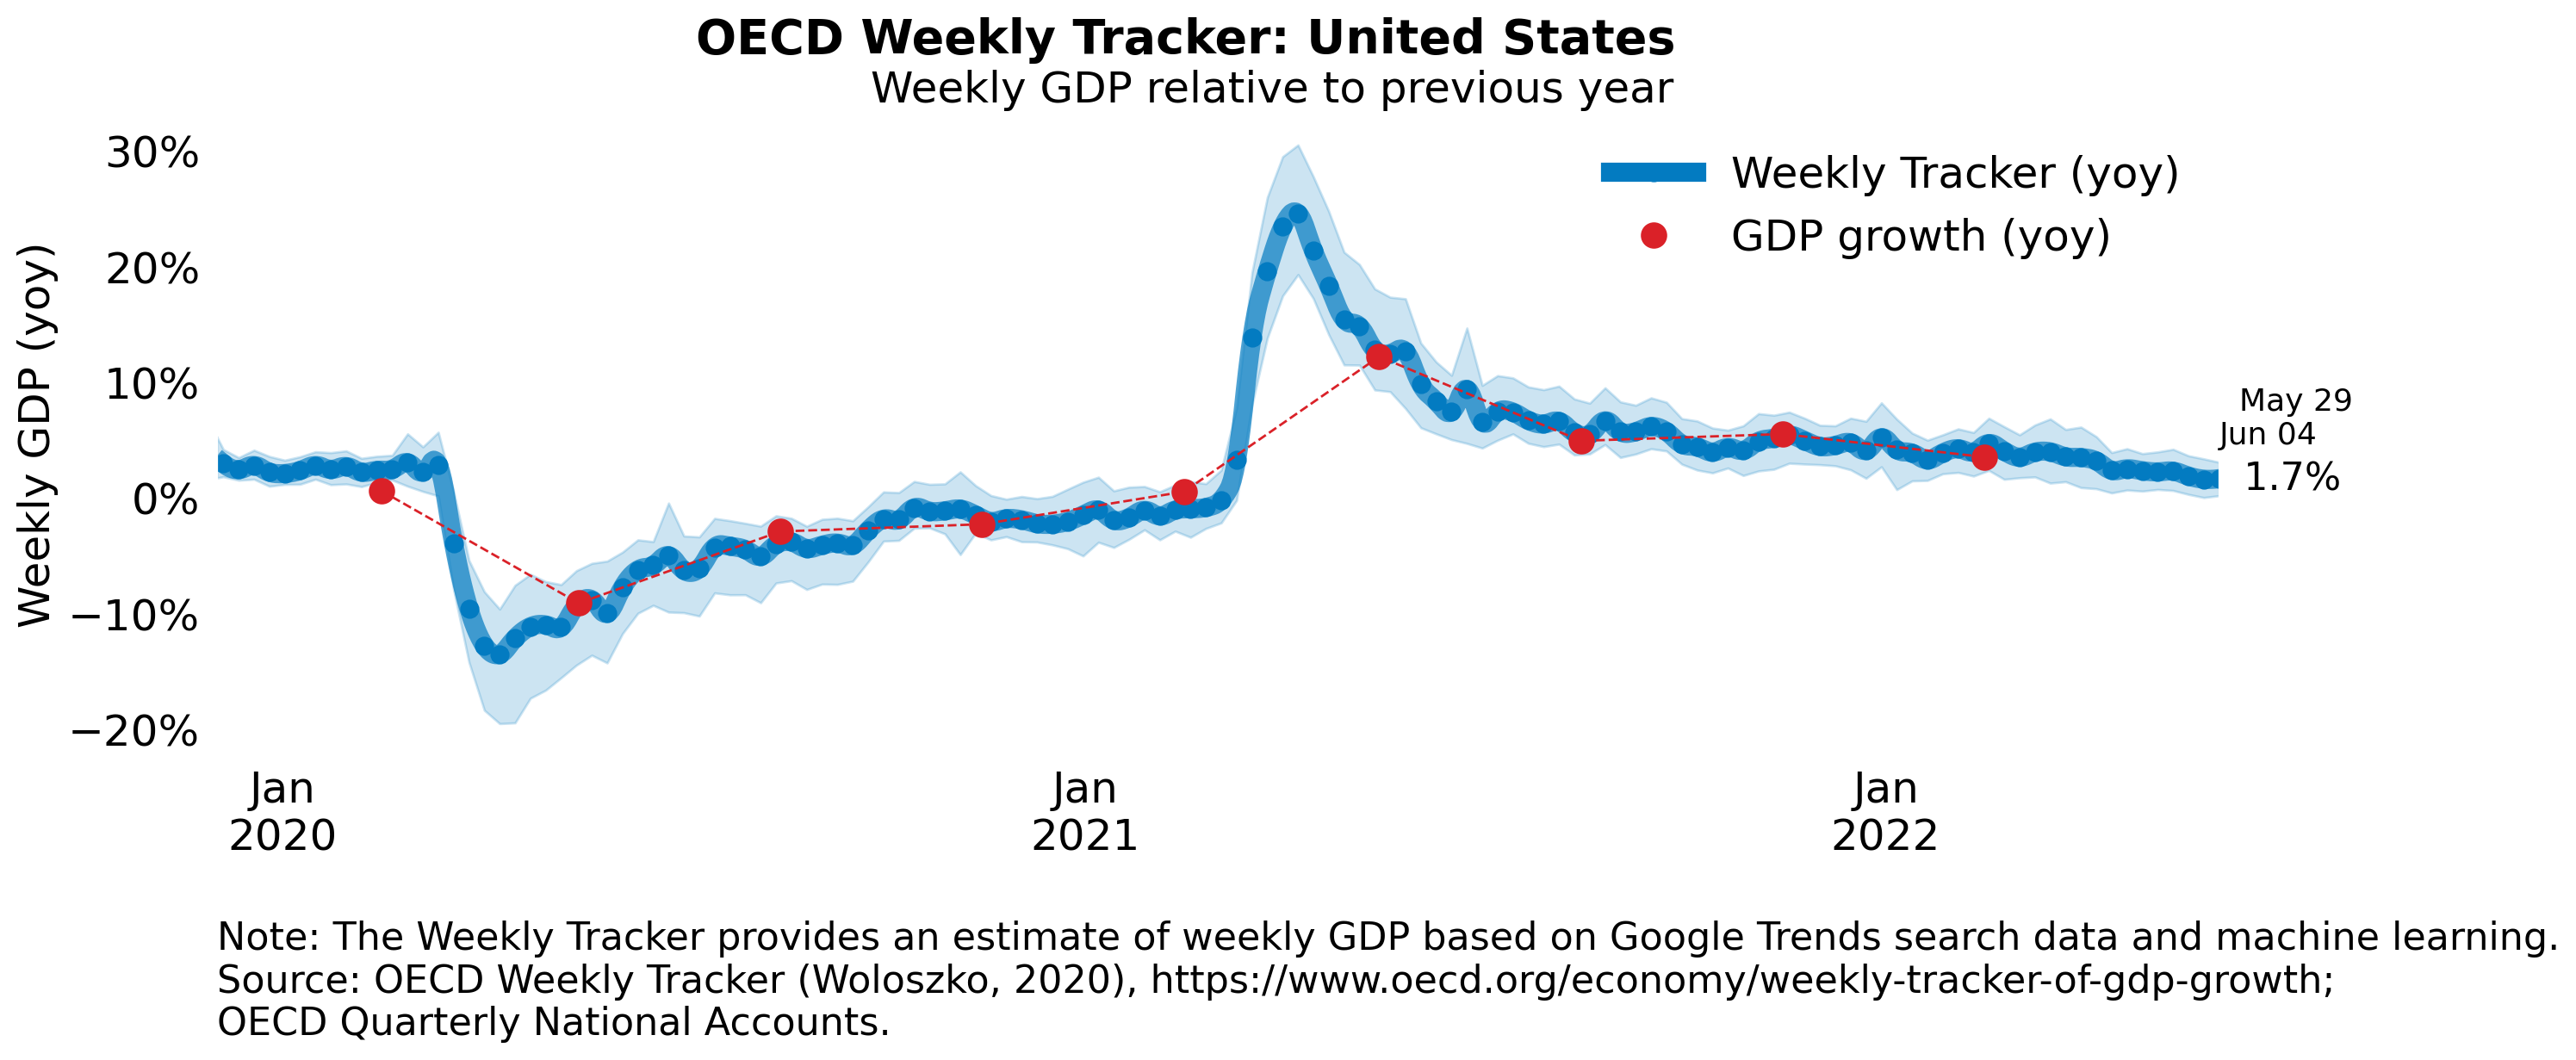 OECD Weekly Tracker: United States
Weekly GDP relative to previous year
Weekly GDP (yoy)
30%
20%
10%
0%
−10%
−20%
Weekly Tracker (yoy)
GDP growth (yoy)
May 29
Jun 04
1.7%
Jan
2020
Jan
2021
Jan
2022
Note: The Weekly Tracker provides an estimate of weekly GDP based on Google Trends search data and machine learning.
Source: OECD Weekly Tracker (Woloszko, 2020), https://www.oecd.org/economy/weekly-tracker-of-gdp-growth;
OECD Quarterly National Accounts.